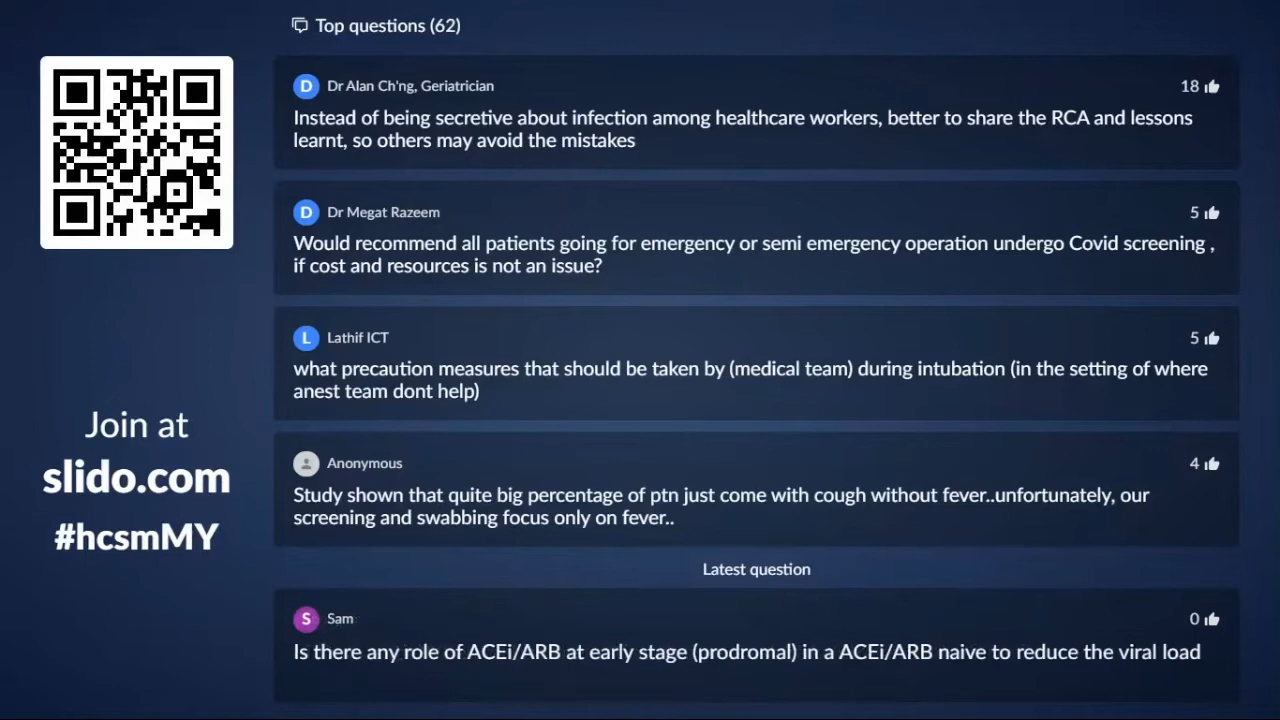 Top questions (62)
D Dr Alan Ch'ng, Geriatrician
18
Instead of being secretive about infection among healthcare workers, better to share the RCA and lessons
learnt, so others may avoid the mistakes
D Dr Megat Razeem
5
Would recommend all patients going for emergency or semi emergency operation undergo Covid screening ,
if cost and resources is not an issue?
L Lathif ICT
5
what precaution measures that should be taken by (medical team) during intubation (in the setting of where
anest team dont help)
Anonymous
4
Study shown that quite big percentage of ptn just come with cough without fever..unfortunately, our
screening and swabbing focus only on fever..
Latest question
S Sam
0
Is there any role of ACEi/ARB at early stage (prodromal) in a ACEi/ARB naive to reduce the viral load
Join at
slido.com
#hcsmMY